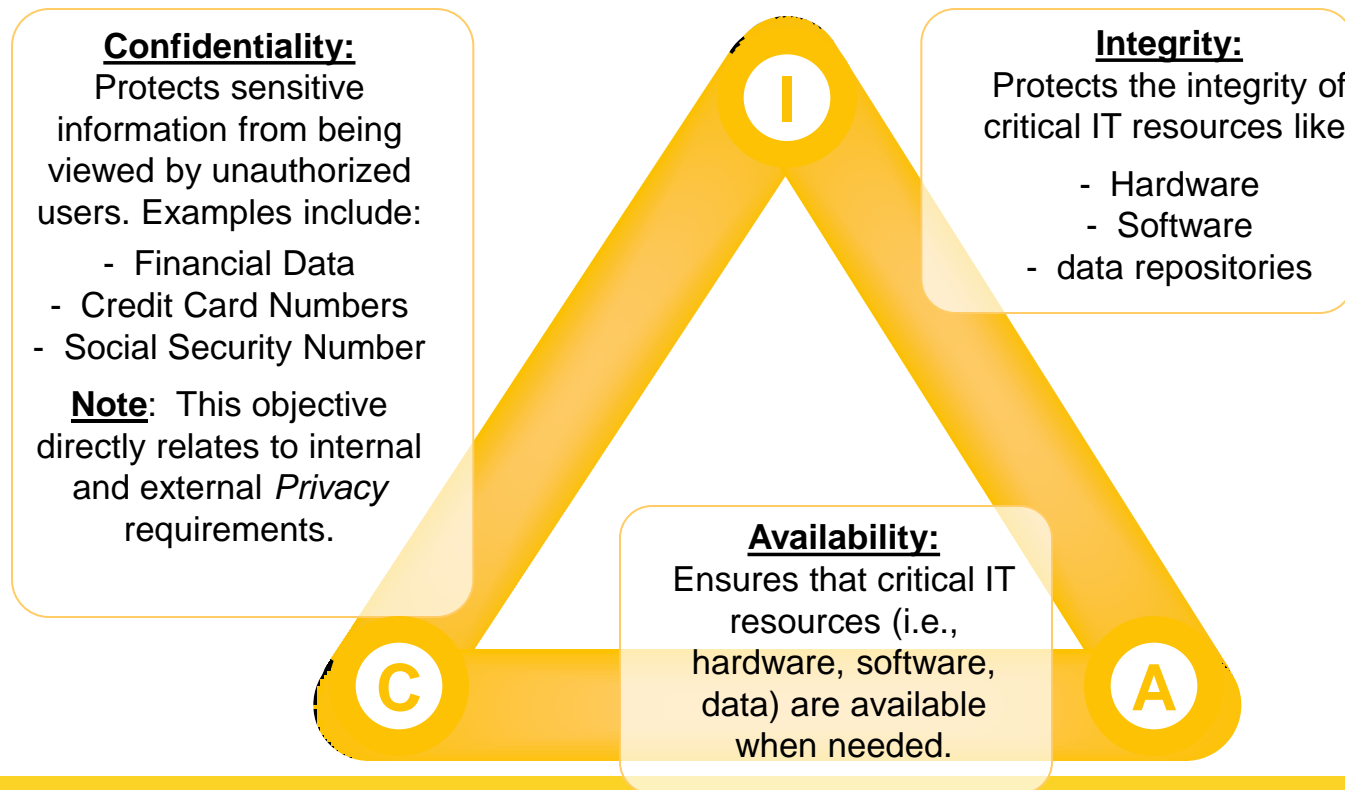 Confidentiality:
Protects sensitive
information from being
viewed by unauthorized
users. Examples include:
- Financial Data
- Credit Card Numbers
- Social Security Number
Note: This objective
directly relates to internal
and external Privacy
requirements.
I
Integrity:
Protects the integrity of
critical IT resources like
- Hardware
- Software
- data repositories
C
Availability:
Ensures that critical IT
resources (i.e.,
hardware, software,
data) are available
when needed.
A